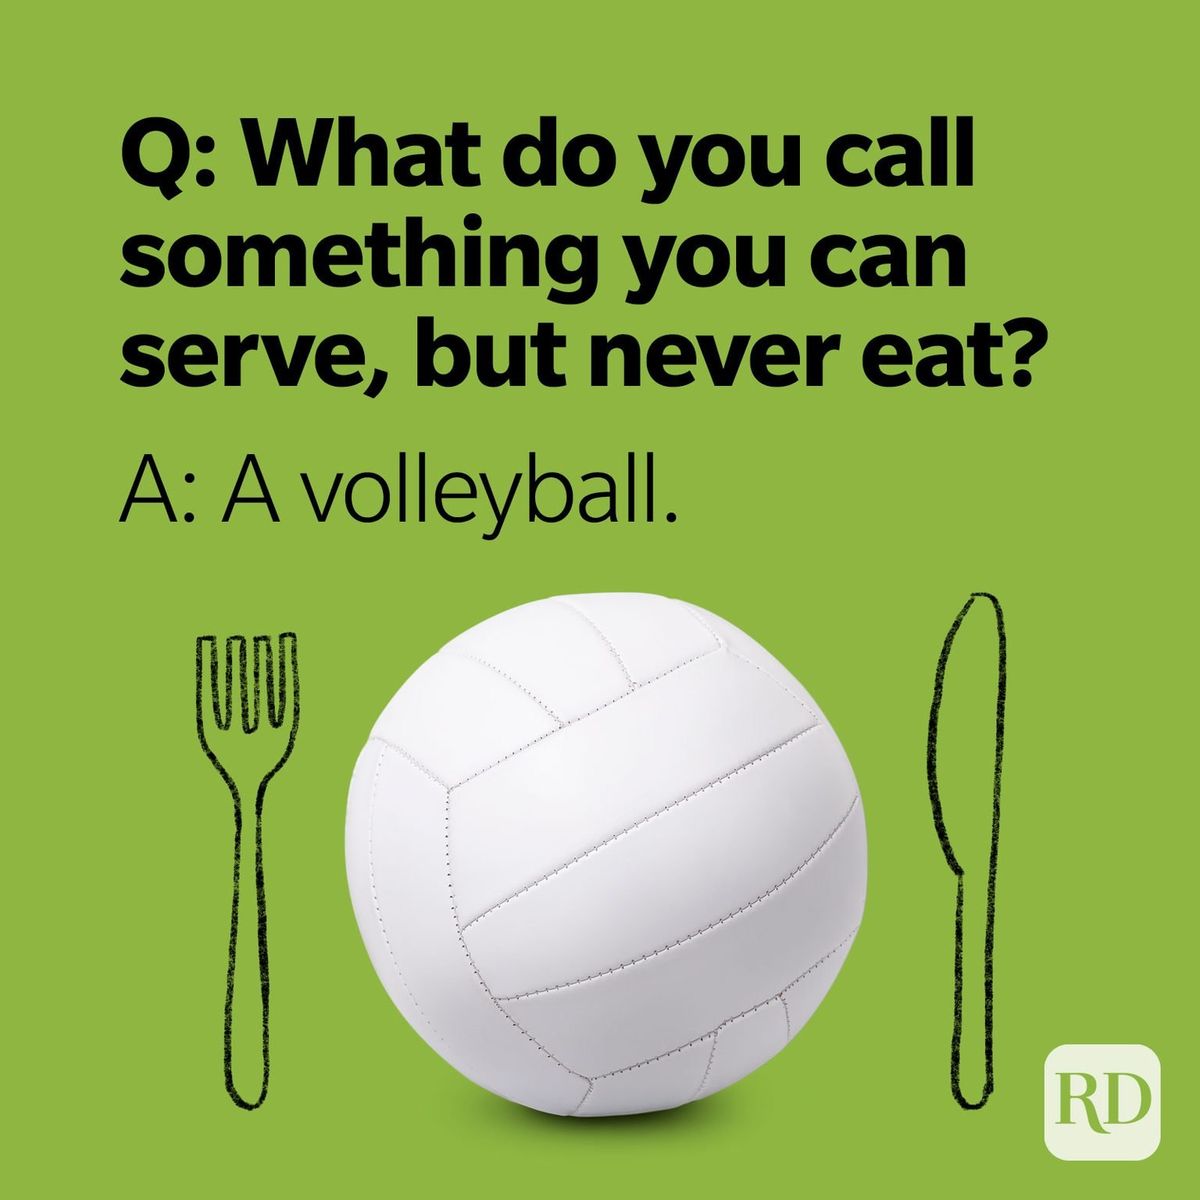 Q: What do you call
something you can
serve, but never eat?
A: A volleyball.
RD